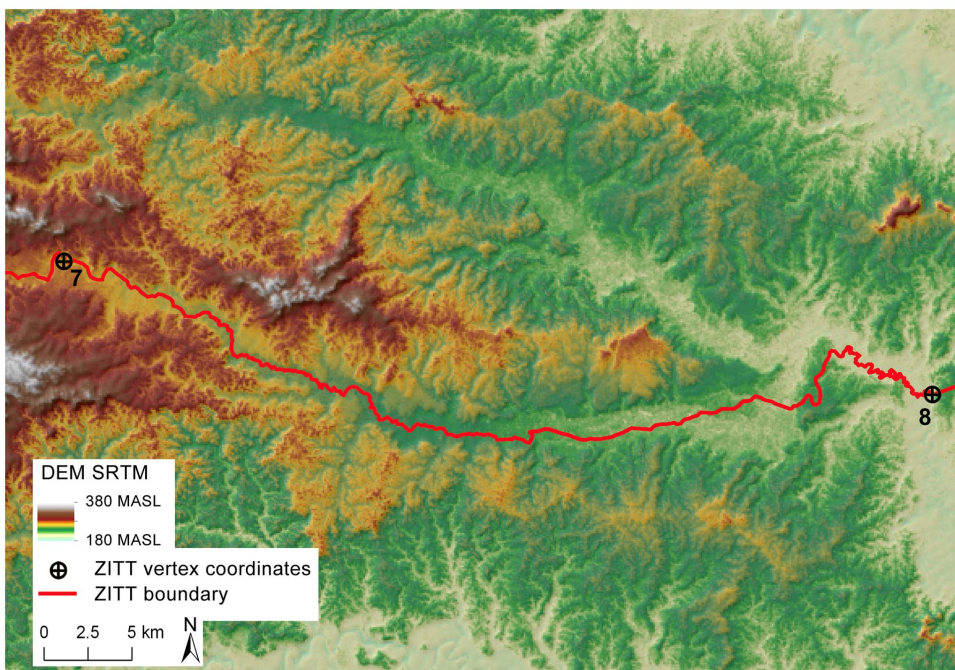 7
8
DEM SRTM
380 MASL
180 MASL
ZITT vertex coordinates
ZITT boundary
0 2.5 5 km
N